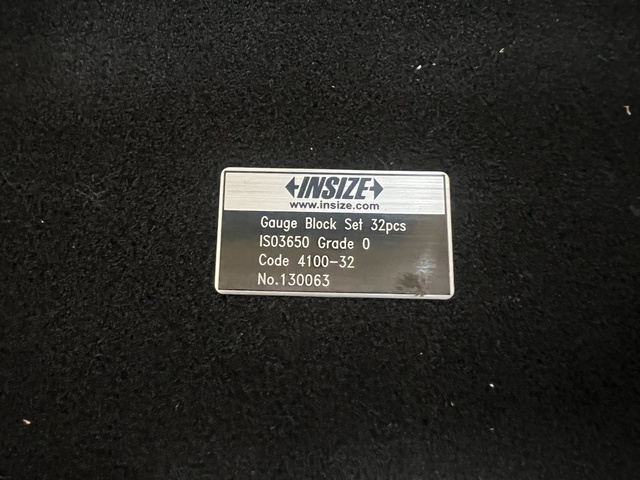 INSIZE
www.insize.com
Gauge Block Set 32pcs
ISO3650 Grade 0
Code 4100-32
No.130063